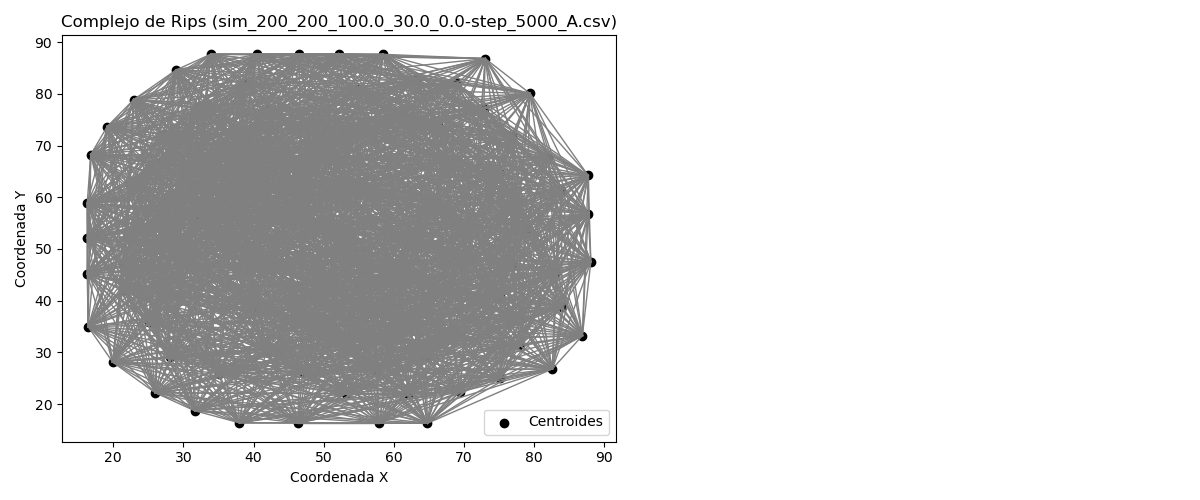 Complejo de Rips (sim_200_200_100.0_30.0_0.0-step_5000_A.csv)
90
80
70
60
50
40
30
20
Coordenada Y
Centroides
20 30 40 50 60 70 80 90
Coordenada X